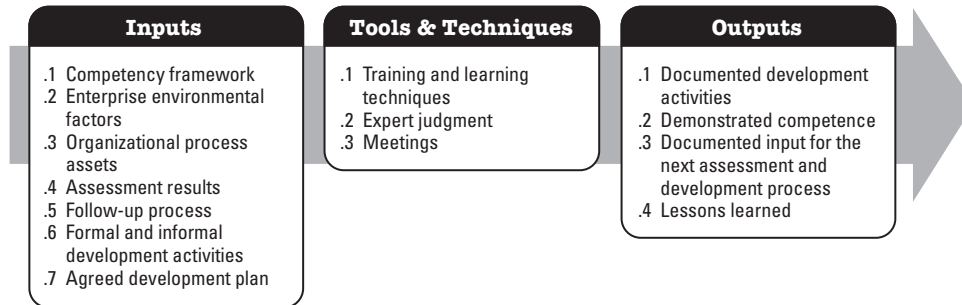 Inputs
.1 Competency framework
.2 Enterprise environmental
factors
.3 Organizational process
assets
.4 Assessment results
.5 Follow-up process
.6 Formal and informal
development activities
.7 Agreed development plan
Tools & Techniques
.1 Training and learning
techniques
.2 Expert judgment
.3 Meetings
Outputs
.1 Documented development
activities
.2 Demonstrated competence
.3 Documented input for the
next assessment and
development process
.4 Lessons learned